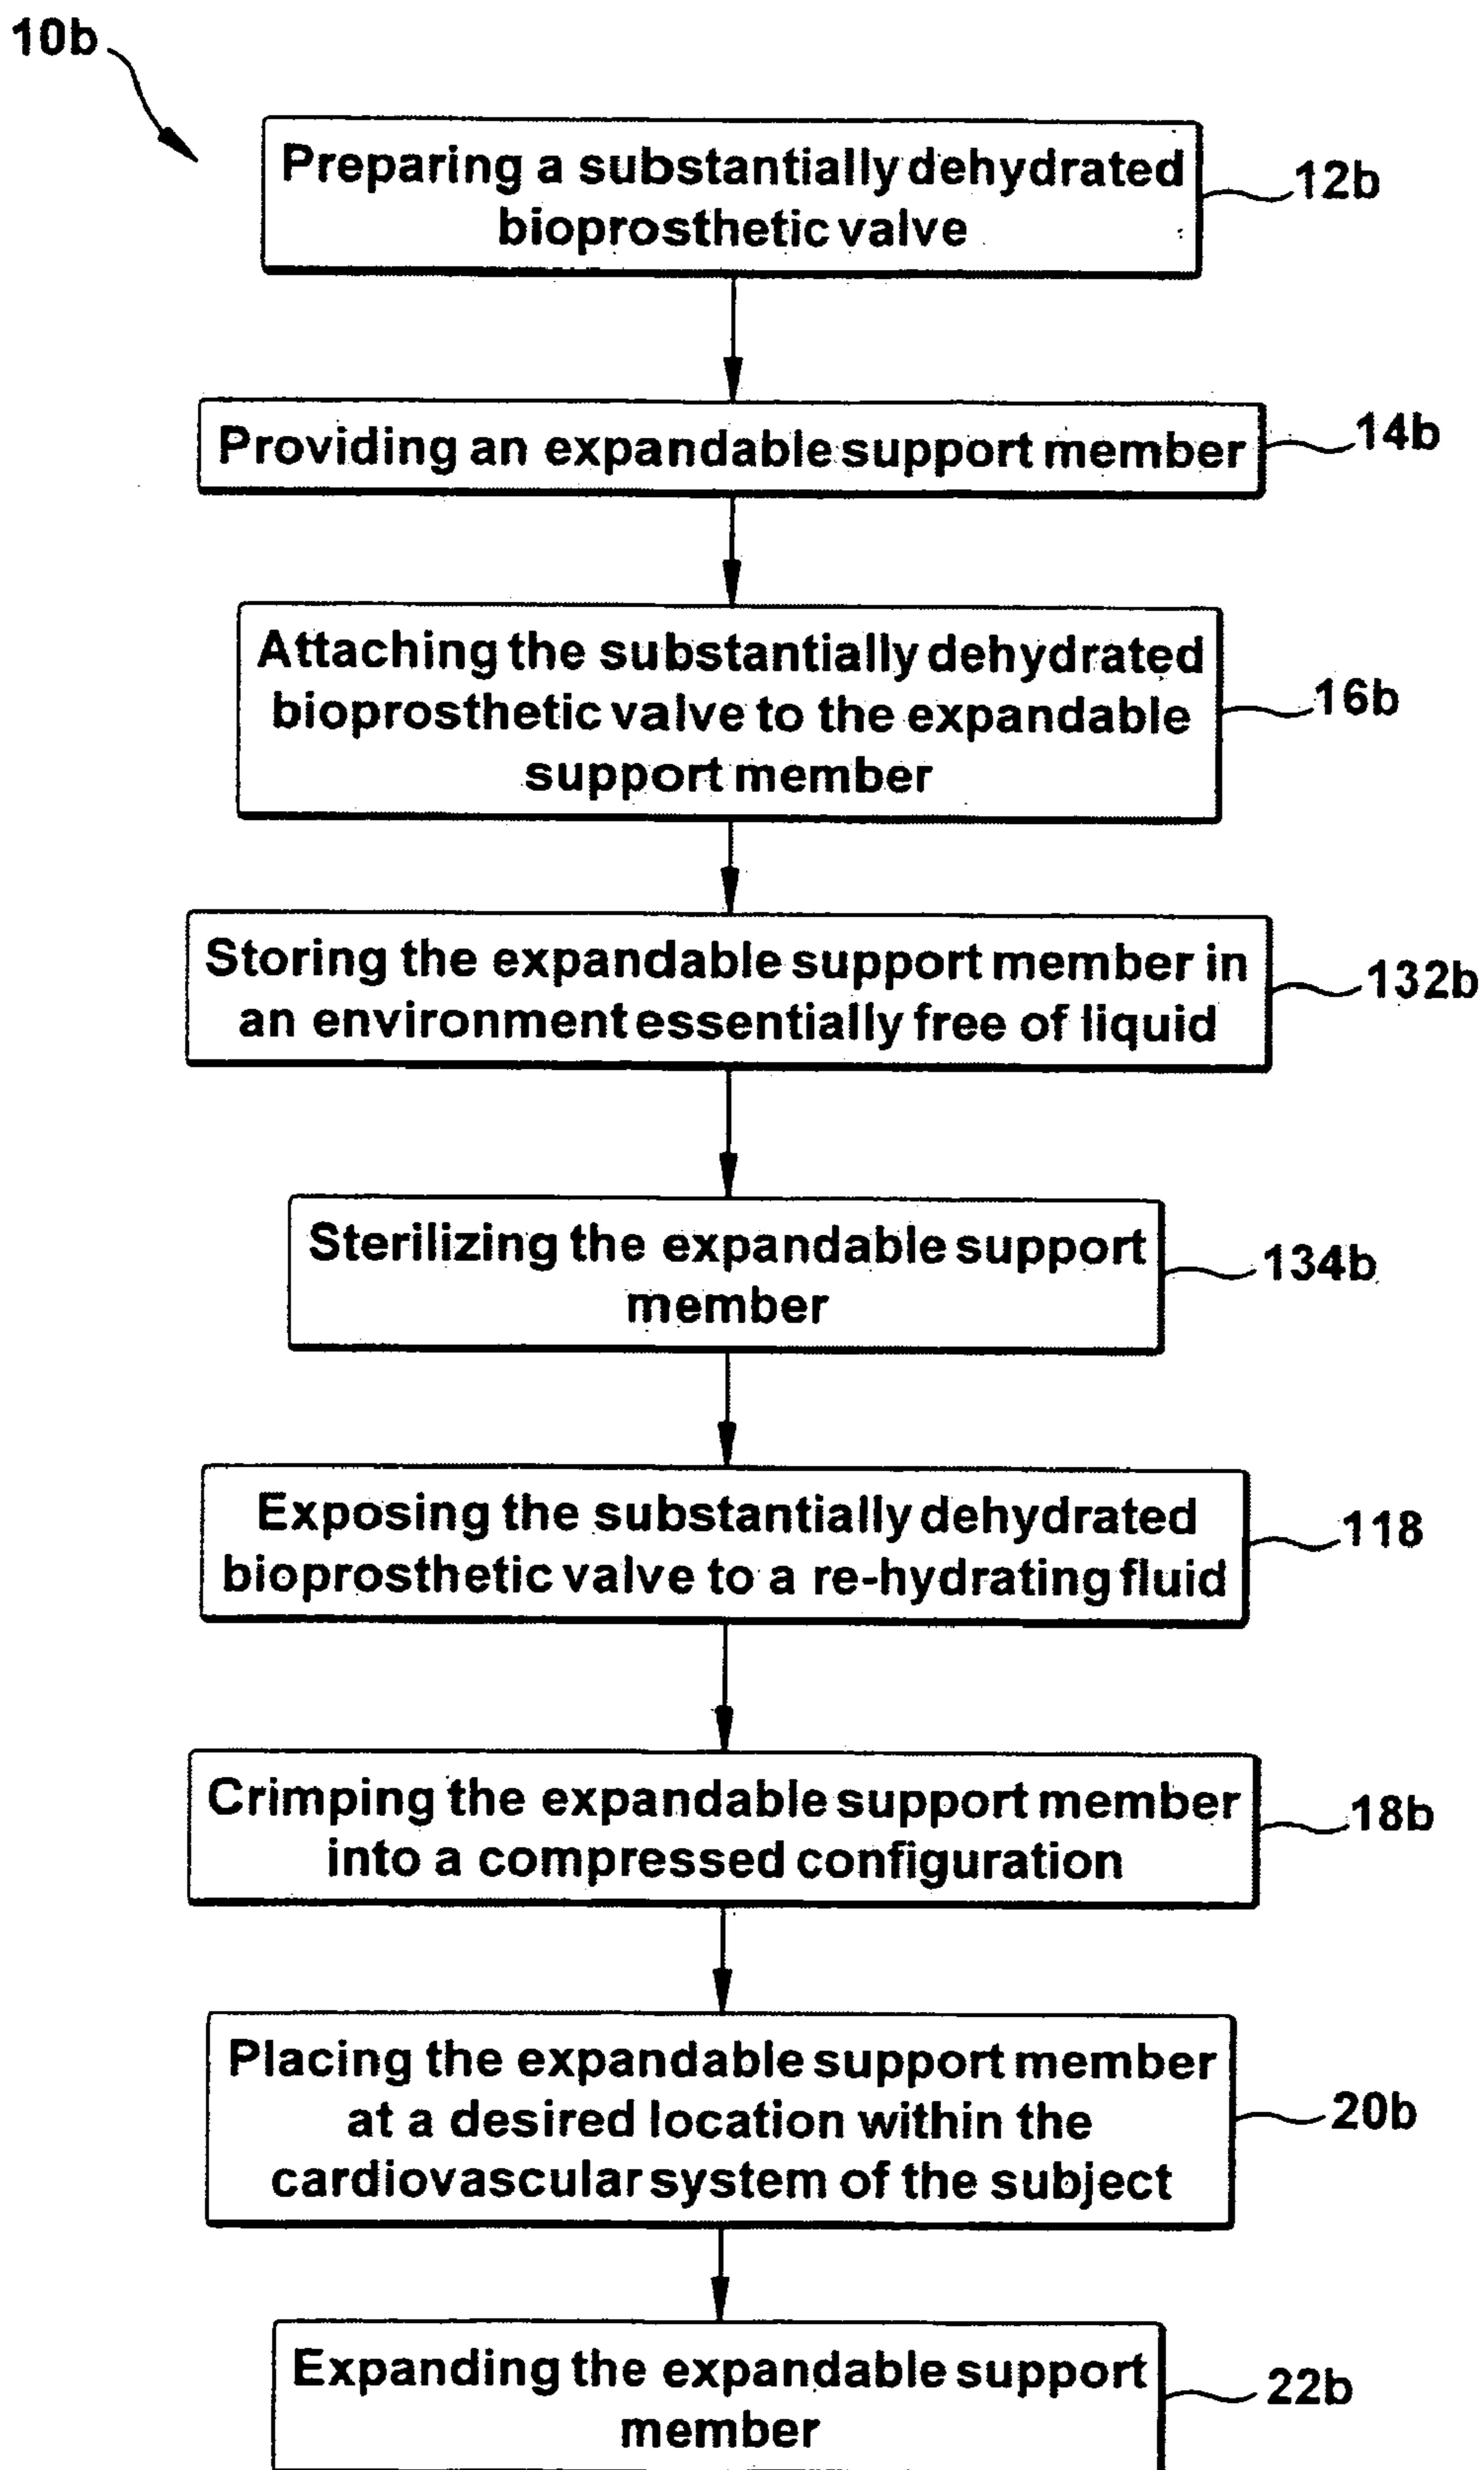 10b
Preparing a substantially dehydrated
bioprosthetic valve
12b
Providing an expandable support member
14b
Attaching the substantially dehydrated
bioprosthetic valve to the expandable
support member
16b
Storing the expandable support member in
an environment essentially free of liquid
132b
Sterilizing the expandable support
member
134b
Exposing the substantially dehydrated
bioprosthetic valve to a re-hydrating fluid
118
Crimping the expandable support member
into a compressed configuration
18b
Placing the expandable support member
at a desired location within the
cardiovascular system of the subject
20b
Expanding the expandable support
member
22b